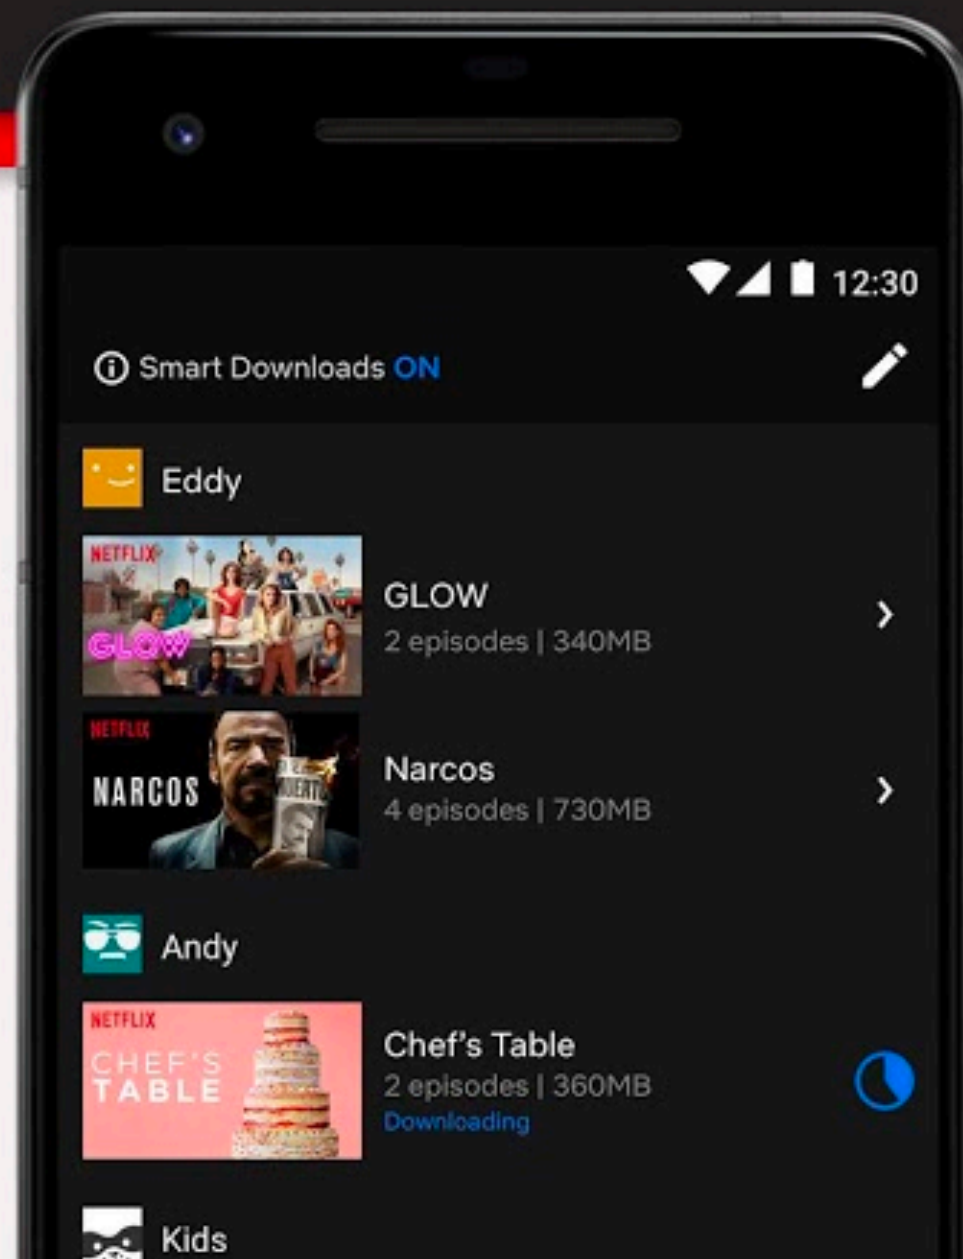 12:30
Smart Downloads ON
Eddy
NETFLIX
GLOW
GLOW
2 episodes | 340MB
NETFLIX
NARCOS
Narcos
4 episodes | 730MB
Andy
NETFLIX
CHEF'S
TABLE
Chef's Table
2 episodes | 360MB
Downloading
Kids